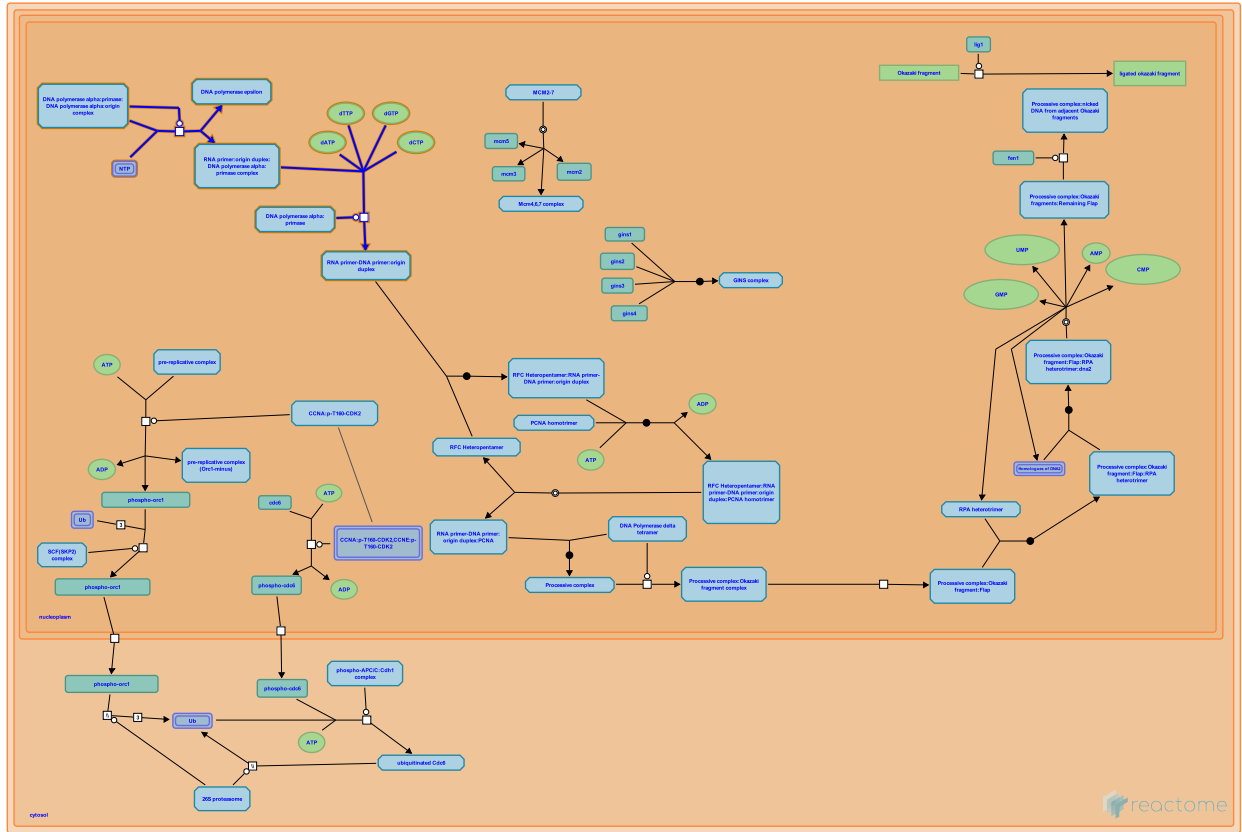 lig1
Okazaki fragment
ligated okazaki fragment
DNA polymerase alpha:primase:
DNA polymerase alpha:origin
complex
DNA polymerase epsilon
NTP
RNA primer:origin duplex:
DNA polymerase alpha:
primase complex
dTTP
dGTP
dATP
dCTP
DNA polymerase alpha:
primase
RNA primer-DNA primer:origin
duplex
MCM2-7
mcm5
mcm3
mcm2
Mcm4,6,7 complex
gins1
gins2
gins3
gins4
GINS complex
Processive complex:nicked
DNA from adjacent Okazaki
fragments
fen1
Processive complex:Okazaki
fragments:Remaining Flap
UMP
AMP
CMP
GMP
Processive complex:Okazaki
fragment:Flap:RPA
heterotrimer:dna2
Homologues of DNA2
Processive complex:Okazaki
fragment:Flap:RPA
heterotrimer
RPA heterotrimer
Processive complex:Okazaki
fragment:Flap
ATP
pre-replicative complex
CCNA:p-T160-CDK2
ADP
pre-replicative complex
(Orc1-minus)
phospho-orc1
Ub
3
SCF(SKP2)
complex
phospho-orc1
cdc6
ATP
CCNA:p-T160-CDK2,CCNE:p-
T160-CDK2
phospho-cdc6
ADP
RFC Heteropentamer:RNA primer-
DNA primer:origin duplex
PCNA homotrimer
ADP
ATP
RFC Heteropentamer
RFC Heteropentamer:RNA
primer-DNA primer:origin
duplex:PCNA homotrimer
RNA primer-DNA primer:
origin duplex:PCNA
DNA Polymerase delta
tetramer
Processive complex
Processive complex:Okazaki
fragment complex
nucleoplasm
phospho-orc1
3
Ub
phospho-cdc6
phospho-APC/C:Cdh1
complex
ATP
ubiquitinated Cdc6
26S proteasome
cytosol
reactome